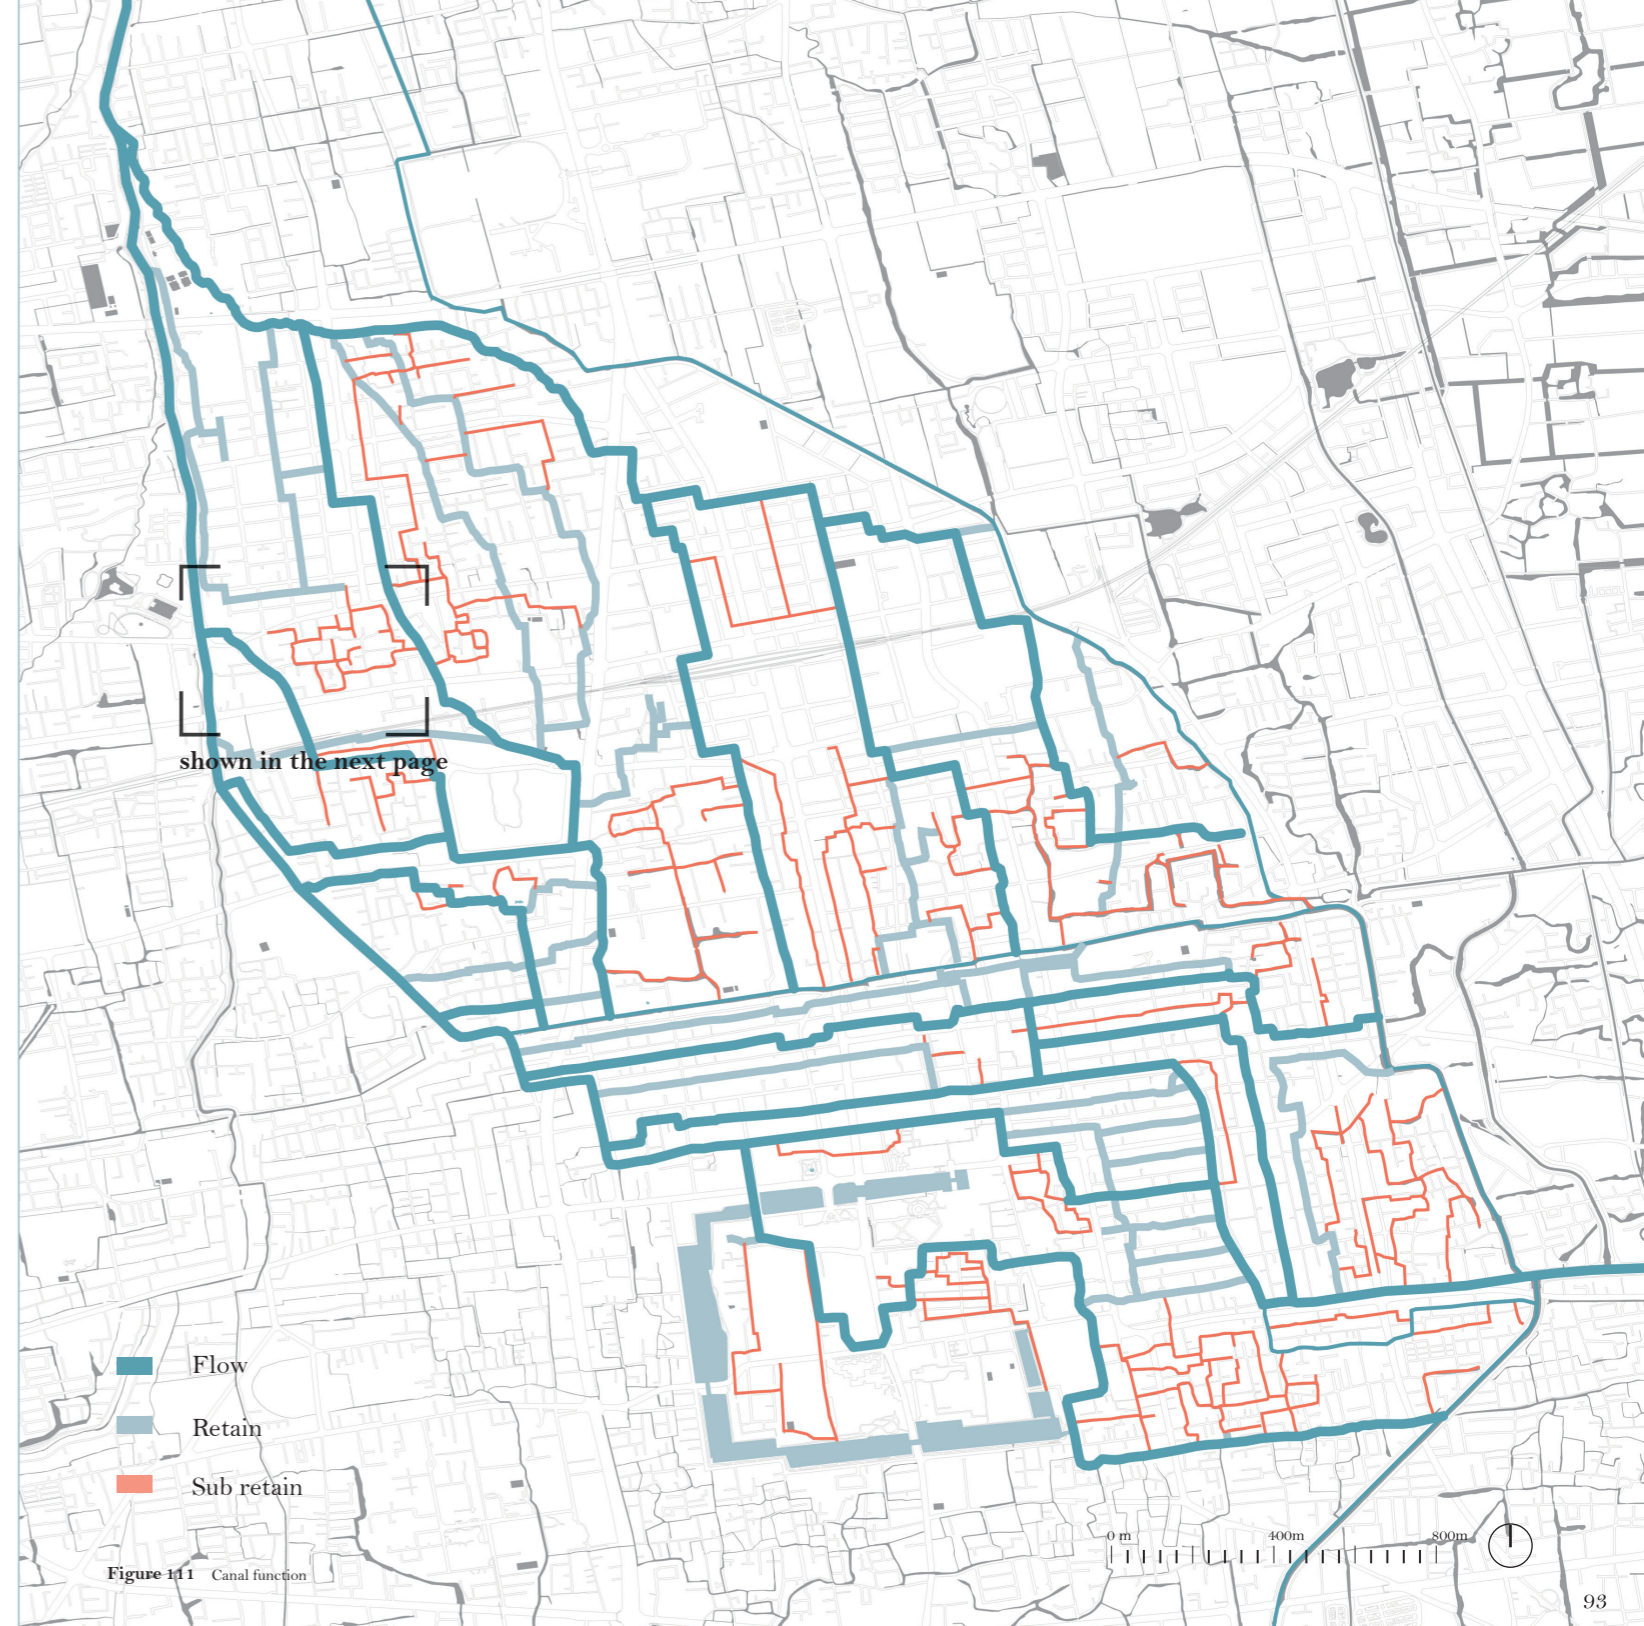 shown in the next page
Flow
Retain
Sub retain
0 m 400m 800m
Figure 111 Canal function
93